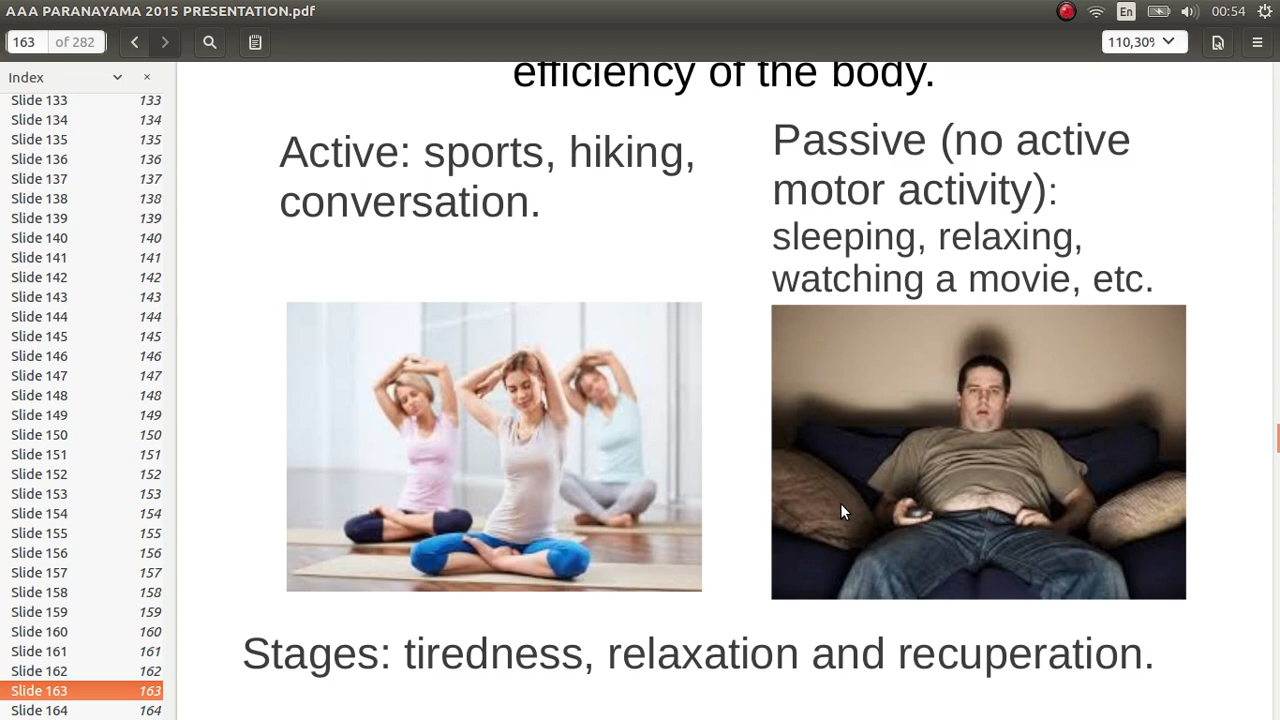 AAA PARANAYAMA 2015 PRESENTATION.pdf
En
00:54
163
of 282
110,30%
Index
Slide 133 133
Slide 134 134
Slide 135 135
Slide 136 136
Slide 137 137
Slide 138 138
Slide 139 139
Slide 140 140
Slide 141 141
Slide 142 142
Slide 143 143
Slide 144 144
Slide 145 145
Slide 146 146
Slide 147 147
Slide 148 148
Slide 149 149
Slide 150 150
Slide 151 151
Slide 152 152
Slide 153 153
Slide 154 154
Slide 155 155
Slide 156 156
Slide 157 157
Slide 158 158
Slide 159 159
Slide 160 160
Slide 161 161
Slide 162 162
Slide 163 163
Slide 164 164
efficiency of the body.
Active: sports, hiking,
conversation.
Passive (no active
motor activity):
sleeping, relaxing,
watching a movie, etc.
Stages: tiredness, relaxation and recuperation.